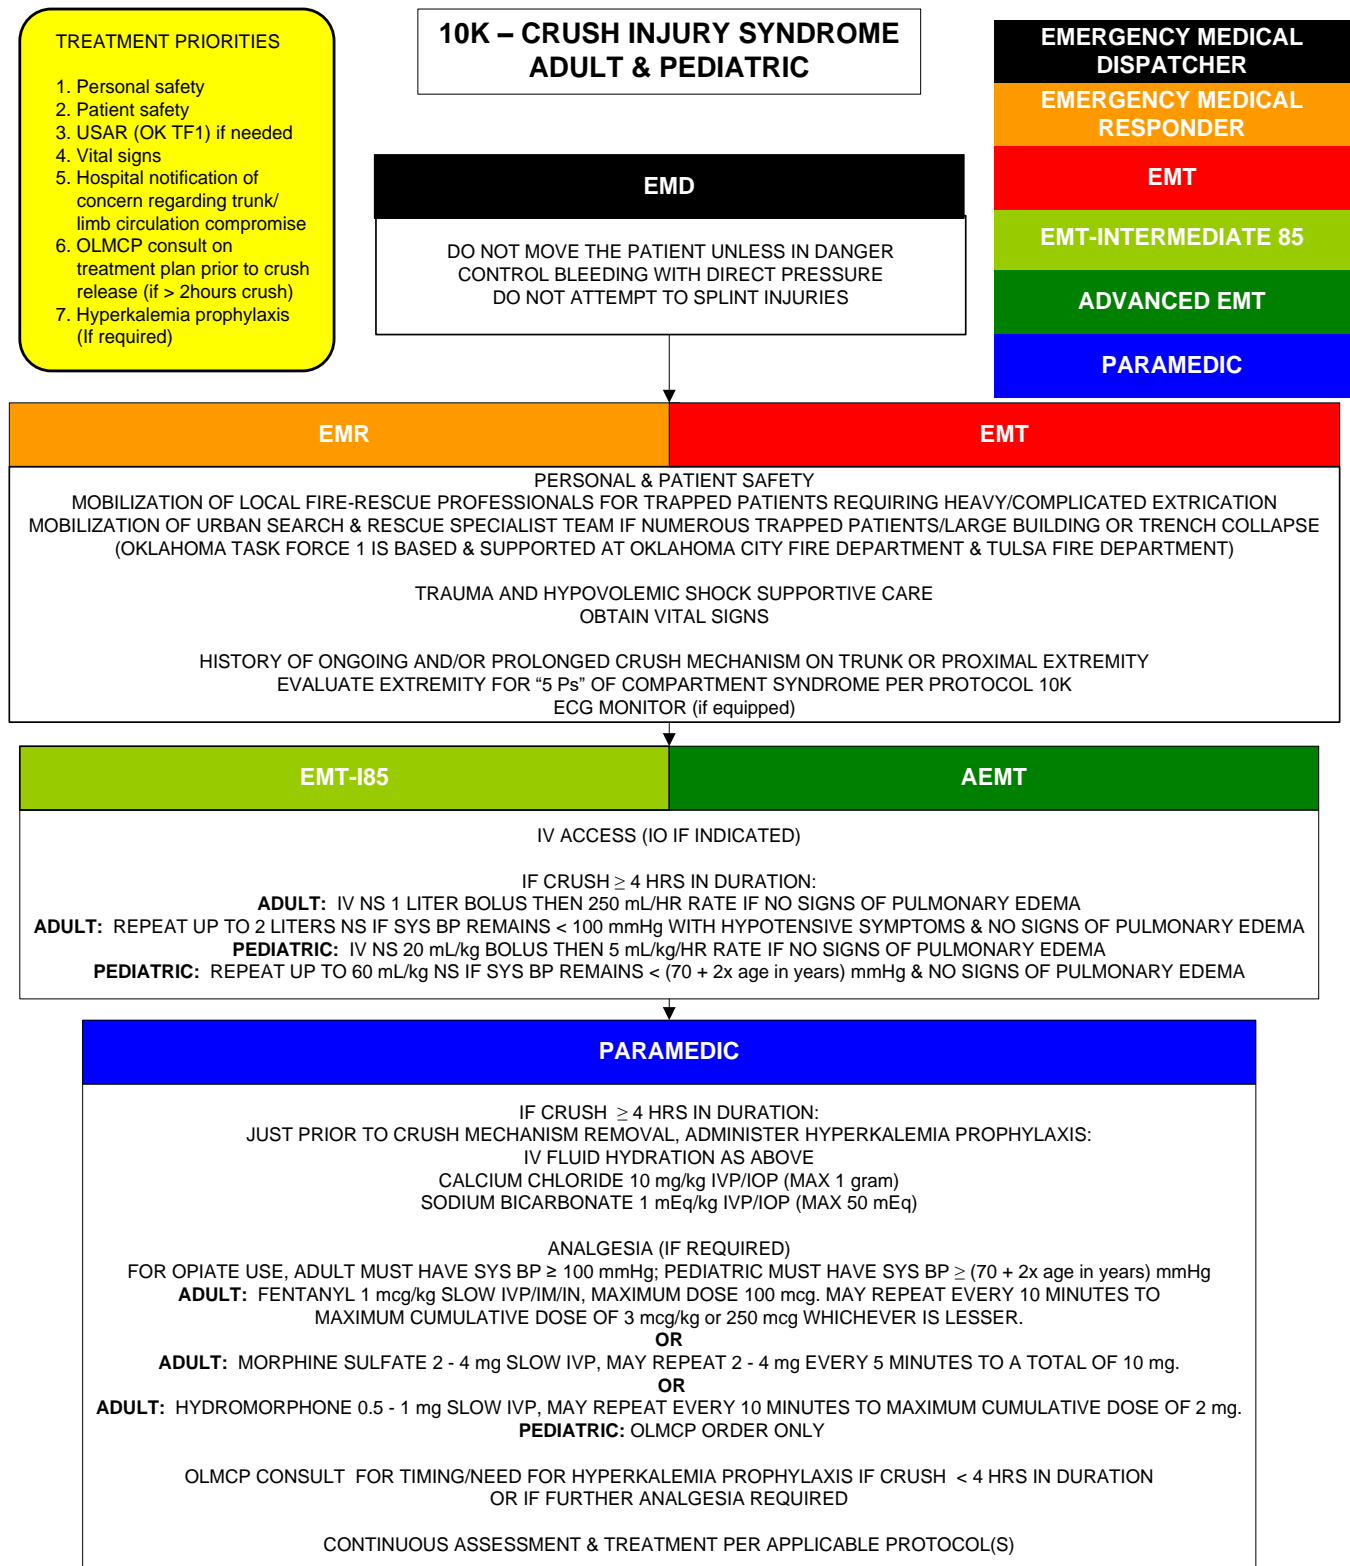 TREATMENT PRIORITIES
1. Personal safety
2. Patient safety
3. USAR (OK TF1) if needed
4. Vital signs
5. Hospital notification of
concern regarding trunk/
limb circulation compromise
6. OLMCP consult on
treatment plan prior to crush
release (if > 2hours crush)
7. Hyperkalemia prophylaxis
(If required)
10K – CRUSH INJURY SYNDROME
ADULT & PEDIATRIC
EMERGENCY MEDICAL
DISPATCHER
EMERGENCY MEDICAL
RESPONDER
EMT
EMT-INTERMEDIATE 85
ADVANCED EMT
PARAMEDIC
EMD
DO NOT MOVE THE PATIENT UNLESS IN DANGER
CONTROL BLEEDING WITH DIRECT PRESSURE
DO NOT ATTEMPT TO SPLINT INJURIES
EMR
EMT
PERSONAL & PATIENT SAFETY
MOBILIZATION OF LOCAL FIRE-RESCUE PROFESSIONALS FOR TRAPPED PATIENTS REQUIRING HEAVY/COMPLICATED EXTRICATION
MOBILIZATION OF URBAN SEARCH & RESCUE SPECIALIST TEAM IF NUMEROUS TRAPPED PATIENTS/LARGE BUILDING OR TRENCH COLLAPSE
(OKLAHOMA TASK FORCE 1 IS BASED & SUPPORTED AT OKLAHOMA CITY FIRE DEPARTMENT & TULSA FIRE DEPARTMENT)
TRAUMA AND HYPOVOLEMIC SHOCK SUPPORTIVE CARE
OBTAIN VITAL SIGNS
HISTORY OF ONGOING AND/OR PROLONGED CRUSH MECHANISM ON TRUNK OR PROXIMAL EXTREMITY
EVALUATE EXTREMITY FOR “5 Ps” OF COMPARTMENT SYNDROME PER PROTOCOL 10K
ECG MONITOR (if equipped)
EMT-I85
AEMT
IV ACCESS (IO IF INDICATED)
IF CRUSH ≥ 4 HRS IN DURATION:
ADULT: IV NS 1 LITER BOLUS THEN 250 mL/HR RATE IF NO SIGNS OF PULMONARY EDEMA
ADULT: REPEAT UP TO 2 LITERS NS IF SYS BP REMAINS < 100 mmHg WITH HYPOTENSIVE SYMPTOMS & NO SIGNS OF PULMONARY EDEMA
PEDIATRIC: IV NS 20 mL/kg BOLUS THEN 5 mL/kg/HR RATE IF NO SIGNS OF PULMONARY EDEMA
PEDIATRIC: REPEAT UP TO 60 mL/kg NS IF SYS BP REMAINS < (70 + 2x age in years) mmHg & NO SIGNS OF PULMONARY EDEMA
PARAMEDIC
IF CRUSH ≥ 4 HRS IN DURATION:
JUST PRIOR TO CRUSH MECHANISM REMOVAL, ADMINISTER HYPERKALEMIA PROPHYLAXIS:
IV FLUID HYDRATION AS ABOVE
CALCIUM CHLORIDE 10 mg/kg IVP/IOP (MAX 1 gram)
SODIUM BICARBONATE 1 mEq/kg IVP/IOP (MAX 50 mEq)
ANALGESIA (IF REQUIRED)
FOR OPIATE USE, ADULT MUST HAVE SYS BP ≥ 100 mmHg; PEDIATRIC MUST HAVE SYS BP ≥ (70 + 2x age in years) mmHg
ADULT: FENTANYL 1 mcg/kg SLOW IVP/IM/IN, MAXIMUM DOSE 100 mcg. MAY REPEAT EVERY 10 MINUTES TO
MAXIMUM CUMULATIVE DOSE OF 3 mcg/kg or 250 mcg WHICHEVER IS LESSER.
OR
ADULT: MORPHINE SULFATE 2 - 4 mg SLOW IVP, MAY REPEAT 2 - 4 mg EVERY 5 MINUTES TO A TOTAL OF 10 mg.
OR
ADULT: HYDROMORPHONE 0.5 - 1 mg SLOW IVP, MAY REPEAT EVERY 10 MINUTES TO MAXIMUM CUMULATIVE DOSE OF 2 mg.
PEDIATRIC: OLMCP ORDER ONLY
OLMCP CONSULT FOR TIMING/NEED FOR HYPERKALEMIA PROPHYLAXIS IF CRUSH < 4 HRS IN DURATION
OR IF FURTHER ANALGESIA REQUIRED
CONTINUOUS ASSESSMENT & TREATMENT PER APPLICABLE PROTOCOL(S)